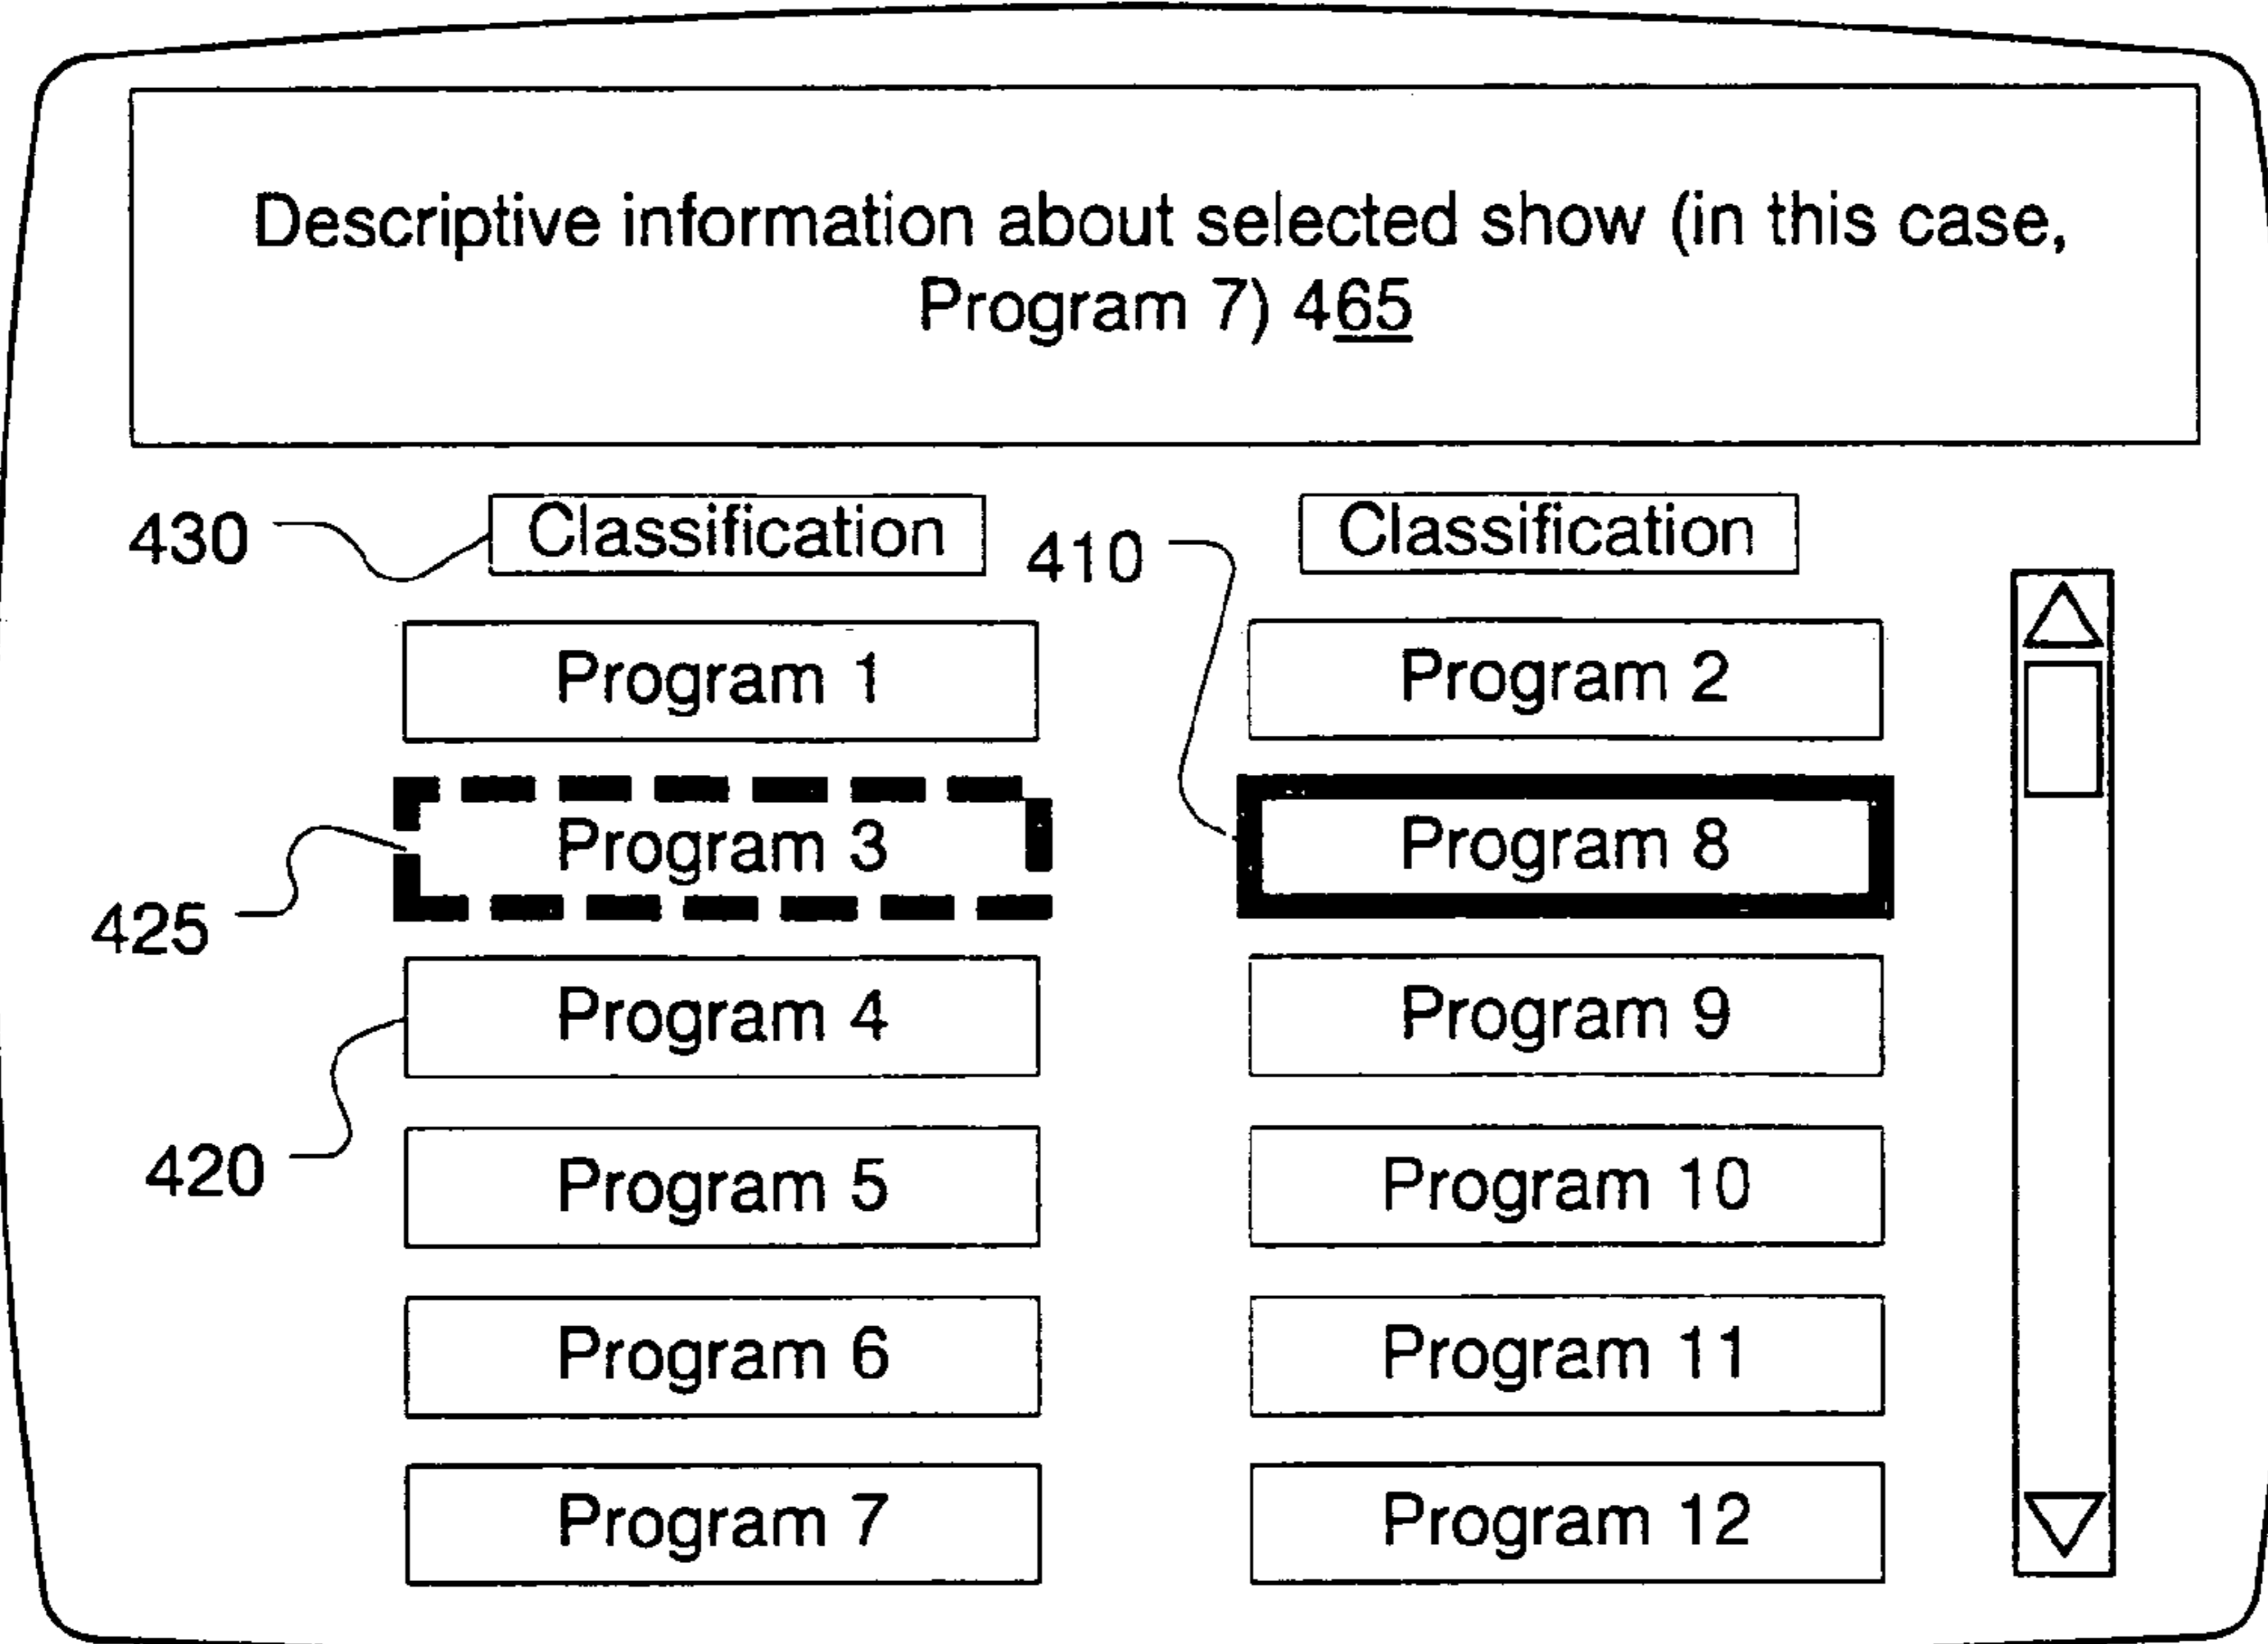 Descriptive information about selected show (in this case,
Program 7) 465
430
Classification
410
Classification
Program 1
Program 2
425
Program 3
Program 8
420
Program 4
Program 9
Program 5
Program 10
Program 6
Program 11
Program 7
Program 12